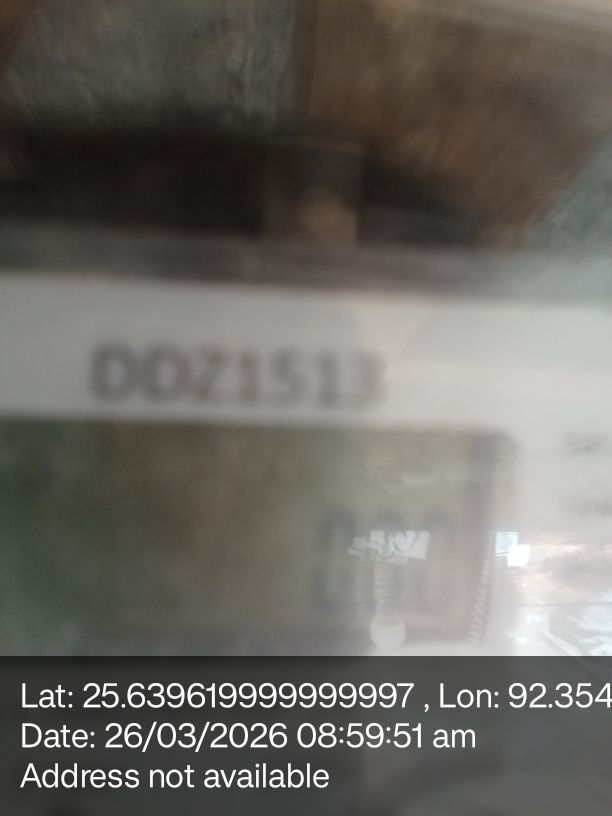 DDZ1513
Lat: 25.639619999999997 , Lon: 92.354
Date: 26/03/2026 08:59:51 am
Address not available